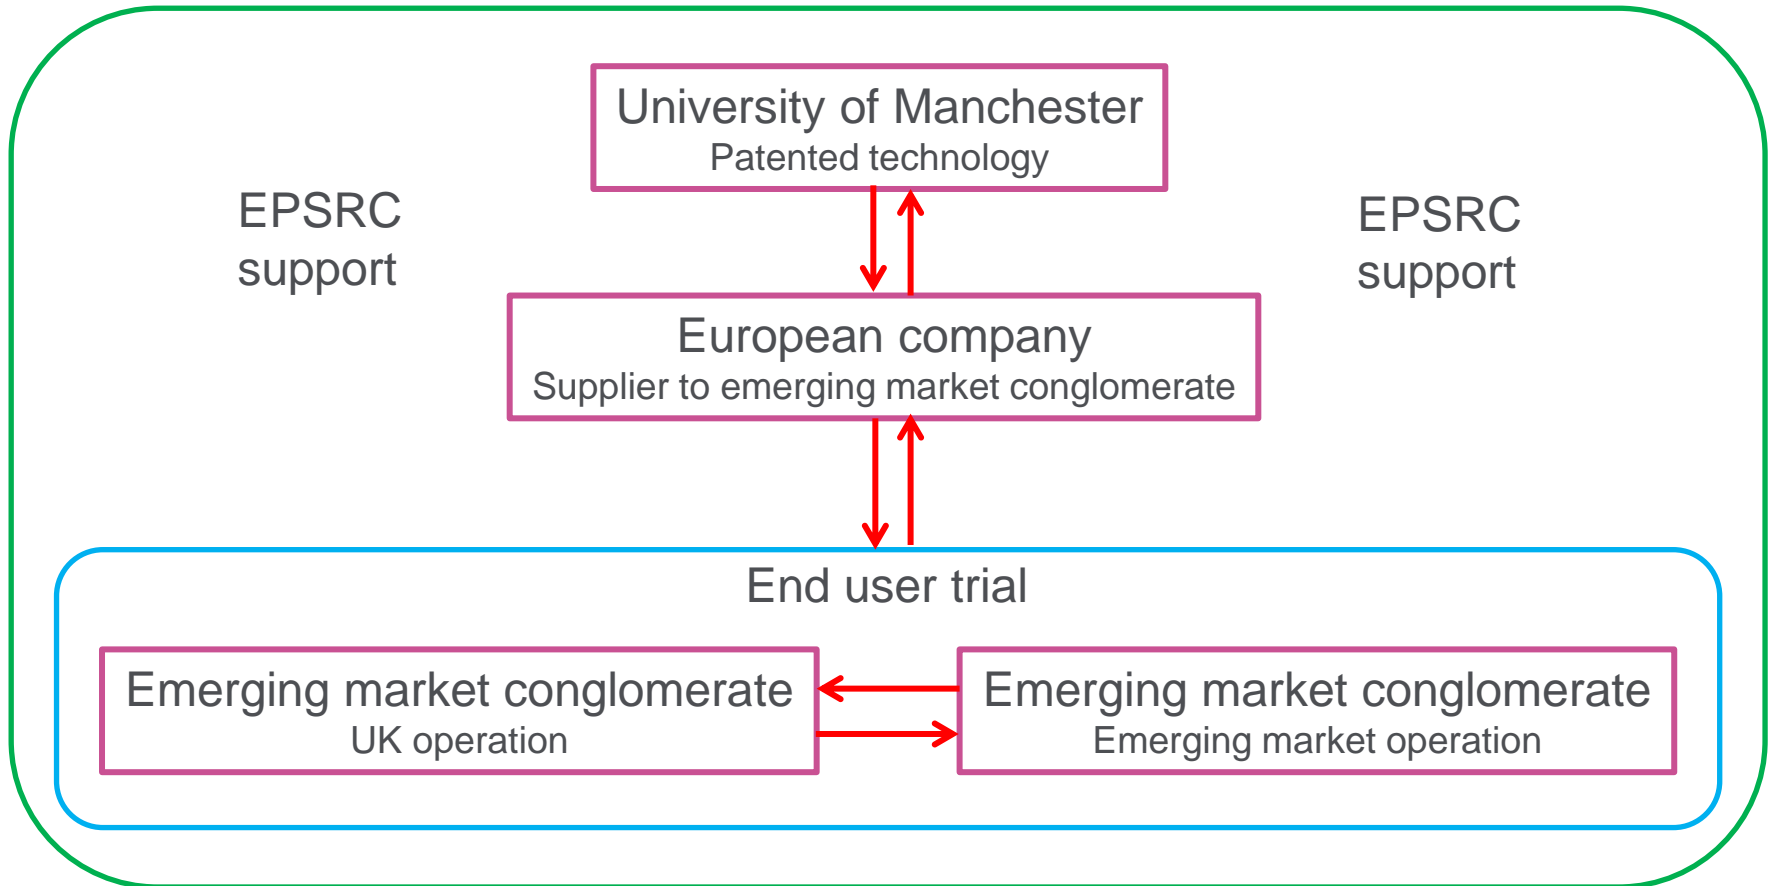 University of Manchester
Patented technology
EPSRC
support
EPSRC
support
European company
Supplier to emerging market conglomerate
End user trial
Emerging market conglomerate
UK operation
Emerging market conglomerate
Emerging market operation